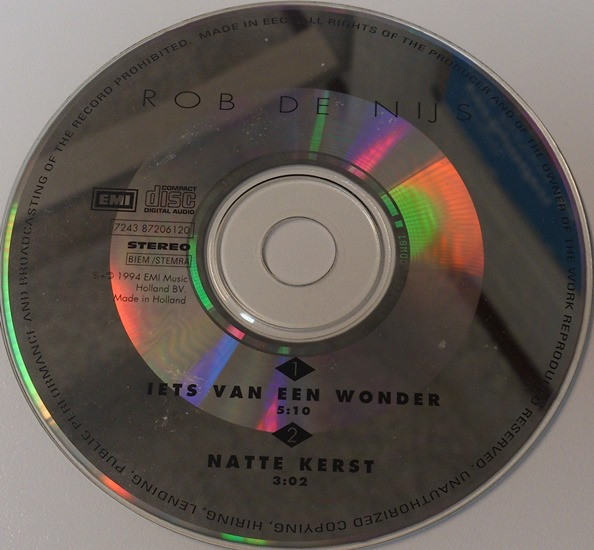 ROB DE NIJS
EMI
COMPACT
disc
DIGITAL AUDIO
7243 87206120
STEREO
BIEM/STEMRA
℗+© 1994 EMI Music
Holland BV.
Made in Holland
1
IETS VAN EEN WONDER
5:10
2
NATTE KERST
3:02
ALL RIGHTS OF THE PRODUCER AND OF THE OWNER OF THE WORK REPRODUCED RESERVED. UNAUTHORIZED COPYING, HIRING, LENDING, PUBLIC PERFORMANCE AND BROADCASTING OF THE RECORD PROHIBITED. MADE IN EEC